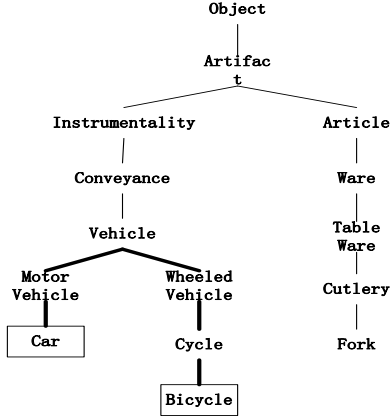 Object
Artifac
t
Instrumentality Article
Conveyance Ware
Vehicle
Table
Ware
Motor
Vehicle
Wheeled
Vehicle
Cutlery
Car
Cycle
Fork
Bicycle